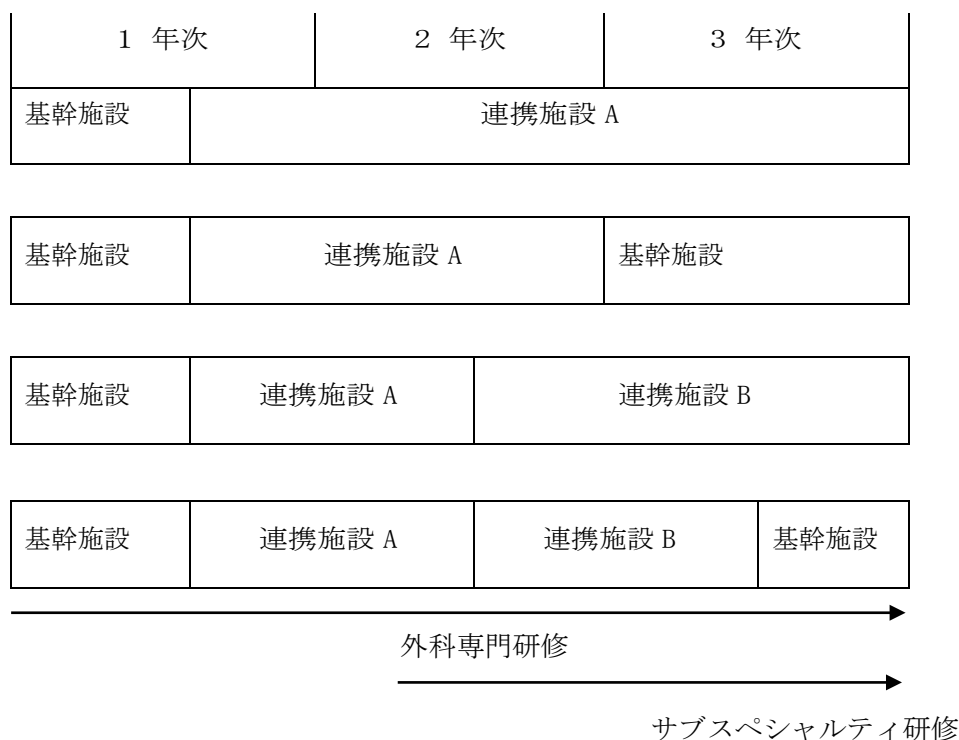 １ 年次 ２ 年次 ３ 年次
基幹施設 連携施設 A
基幹施設 連携施設 A 基幹施設
基幹施設 連携施設 A 連携施設 B
基幹施設 連携施設 A 連携施設 B 基幹施設
外科専門研修
サブスペシャルティ研修